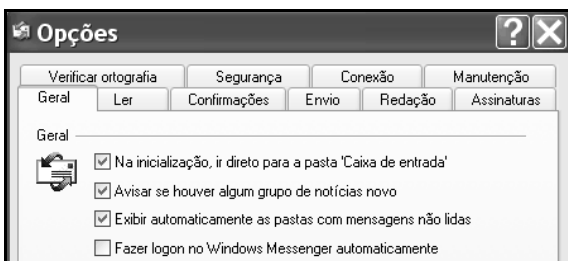 Opções
Verificar ortografia Segurança Conexão Manutenção
Geral Ler Confirmações Envio Redação Assinaturas
Geral
Na inicialização, ir direto para a pasta 'Caixa de entrada'
Avisar se houver algum grupo de notícias novo
Exibir automaticamente as pastas com mensagens não lidas
Fazer logon no Windows Messenger automaticamente